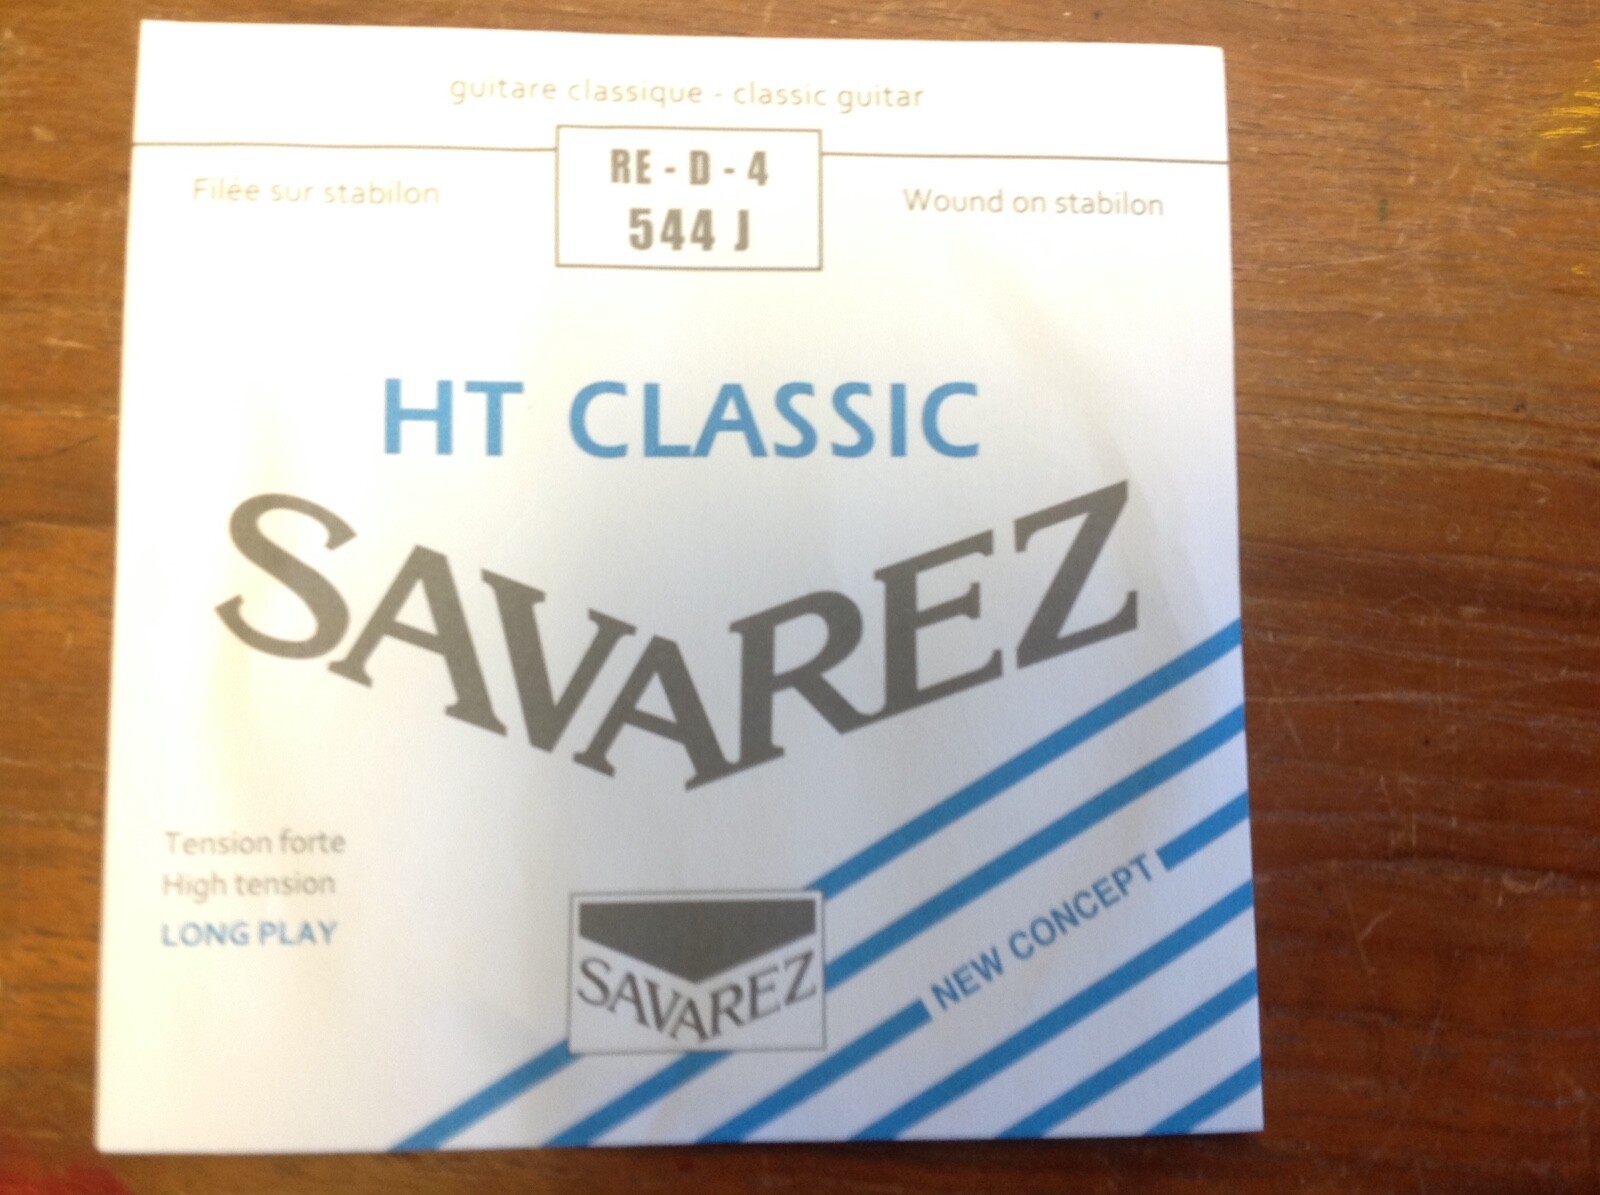 guitare classique - classic guitar
RE - D - 4
Filée sur stabilon
544 J
Wound on stabilon
HT CLASSIC
SAVAREZ
Tension forte
High tension
LONG PLAY
NEW CONCEPT
SAVAREZ